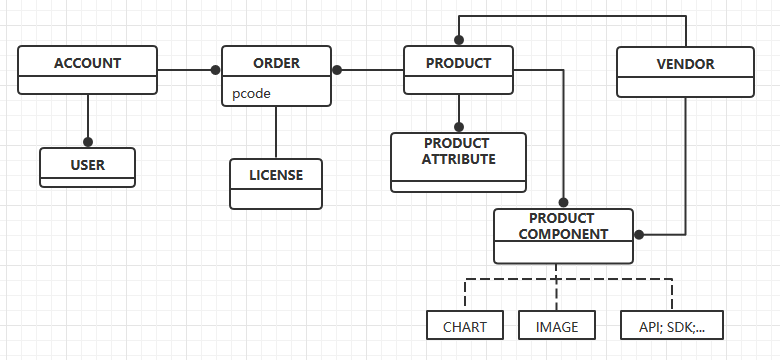 ACCOUNT
ORDER
pcode
PRODUCT
VENDOR
USER
LICENSE
PRODUCT
ATTRIBUTE
PRODUCT
COMPONENT
CHART
IMAGE
API; SDK;...